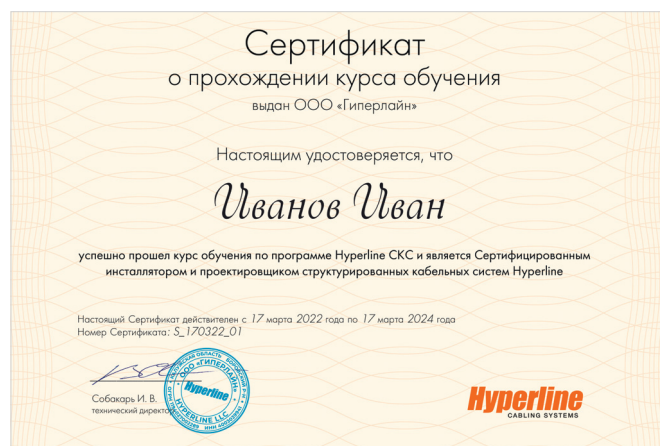 Сертификат
о прохождении курса обучения
выдан ООО «Гиперлайн»
Настоящим удостоверяется, что
Иванов Иван
успешно прошел курс обучения по программе Hyperline СКС и является Сертифицированным
инсталлятором и проектировщиком структурированных кабельных систем Hyperline
Настоящий Сертификат действителен с 17 марта 2022 года по 17 марта 2024 года
Номер Сертификата: S_170322_01
Собакарь И. В.
технический директор
ООО «ГИПЕРЛАЙН»
Hyperline
HYPERLINE LLC
Hyperline
CABLING SYSTEMS